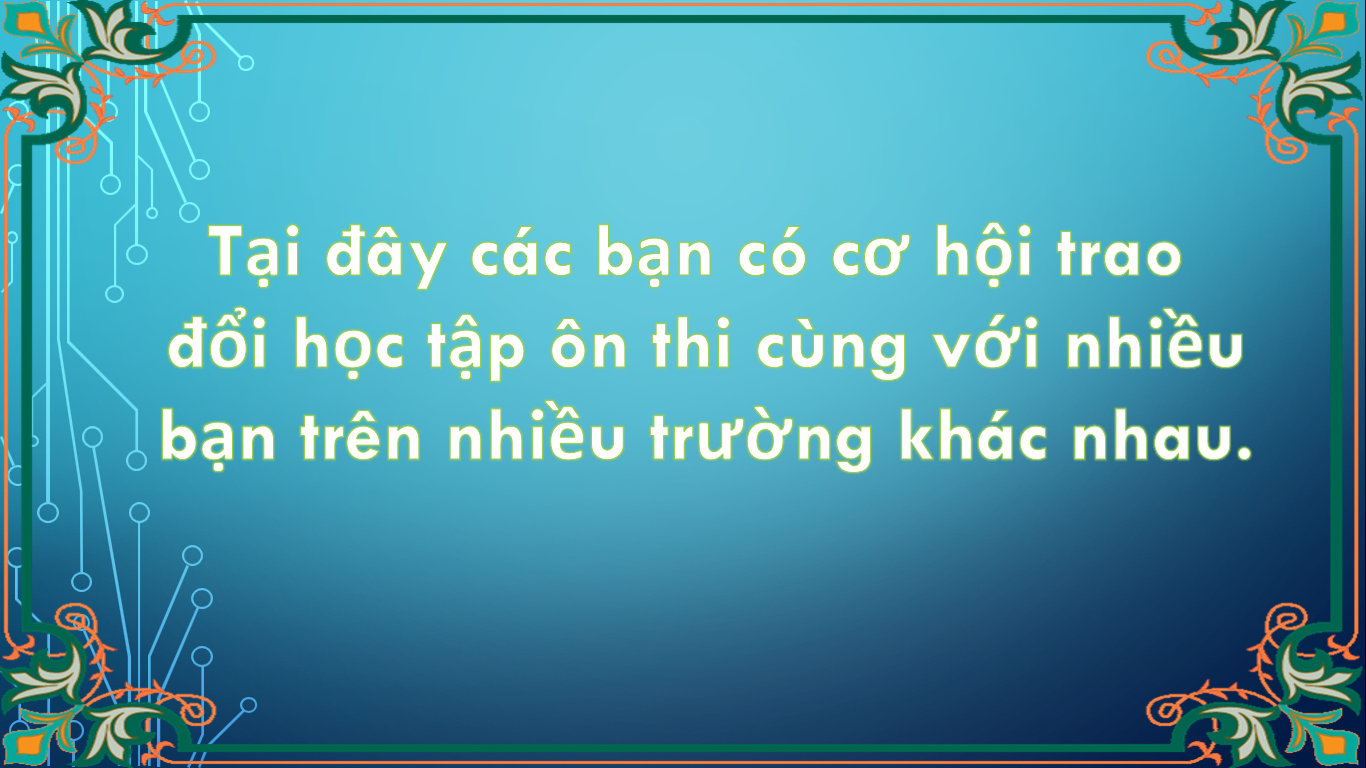 Tại đây các bạn có cơ hội trao
đổi học tập ôn thi cùng với nhiều
bạn trên nhiều trường khác nhau.